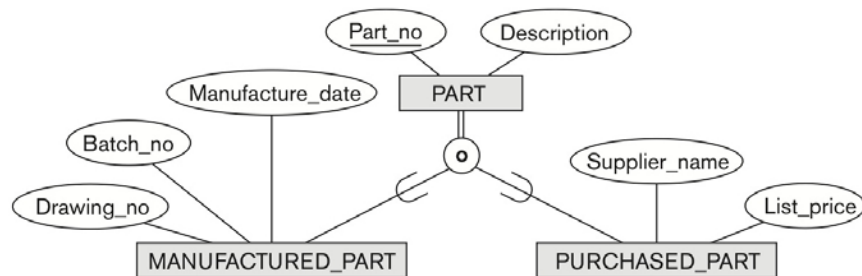 Part_no
Description
Manufacture_date
PART
Batch_no
o
Supplier_name
Drawing_no
List_price
MANUFACTURED_PART
PURCHASED_PART